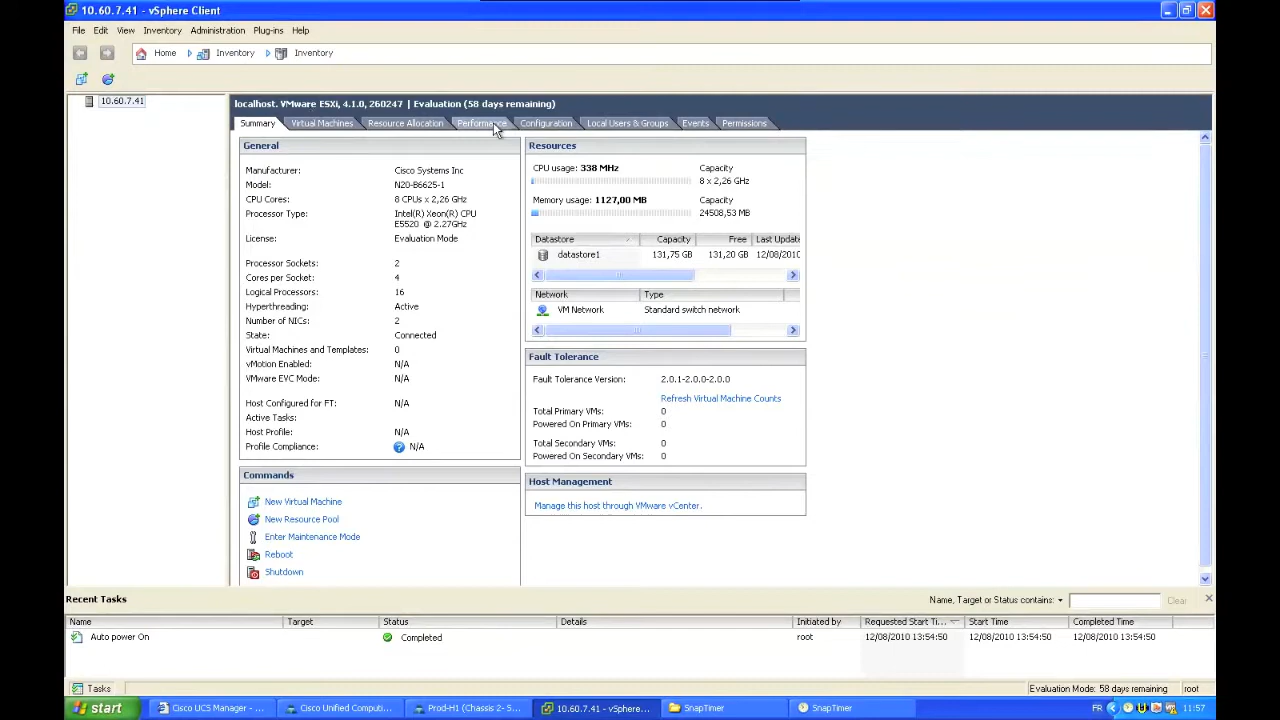 10.60.7.41 - vSphere Client
File Edit View Inventory Administration Plug-ins Help
Home Inventory Inventory
10.60.7.41
localhost. VMware ESXi, 4.1.0, 260247 | Evaluation (58 days remaining)
Summary Virtual Machines Resource Allocation Performance Configuration Local Users & Groups Events Permissions
General
Manufacturer: Cisco Systems Inc
Model: N20-B6625-1
CPU Cores: 8 CPUs x 2,26 GHz
Processor Type: Intel(R) Xeon(R) CPU
E5520 @ 2.27GHz
License: Evaluation Mode
Processor Sockets: 2
Cores per Socket: 4
Logical Processors: 16
Hyperthreading: Active
Number of NICs: 2
State: Connected
Virtual Machines and Templates: 0
vMotion Enabled: N/A
VMware EVC Mode: N/A
Host Configured for FT: N/A
Active Tasks:
Host Profile: N/A
Profile Compliance: ? N/A
Commands
New Virtual Machine
New Resource Pool
Enter Maintenance Mode
Reboot
Shutdown
Resources
CPU usage: 338 MHz Capacity
8 x 2,26 GHz
Memory usage: 1127,00 MB Capacity
24508,53 MB
Datastore Capacity Free Last Updat
datastore1 131,75 GB 131,20 GB 12/08/2010
Network Type
VM Network Standard switch network
Fault Tolerance
Fault Tolerance Version: 2.0.1-2.0.0-2.0.0
Refresh Virtual Machine Counts
Total Primary VMs: 0
Powered On Primary VMs: 0
Total Secondary VMs: 0
Powered On Secondary VMs: 0
Host Management
Manage this host through VMware vCenter.
Recent Tasks Name, Target or Status contains: Clear
Name Target Status Details Initiated by Requested Start Ti... Start Time Completed Time
Auto power On Completed root 12/08/2010 13:54:50 12/08/2010 13:54:50 12/08/2010 13:54:50
Tasks Evaluation Mode: 58 days remaining root
start Cisco UCS Manager - ... Cisco Unified Computi... Prod-H1 (Chassis 2- S... 10.60.7.41 - vSphere... SnapTimer SnapTimer FR 11:57